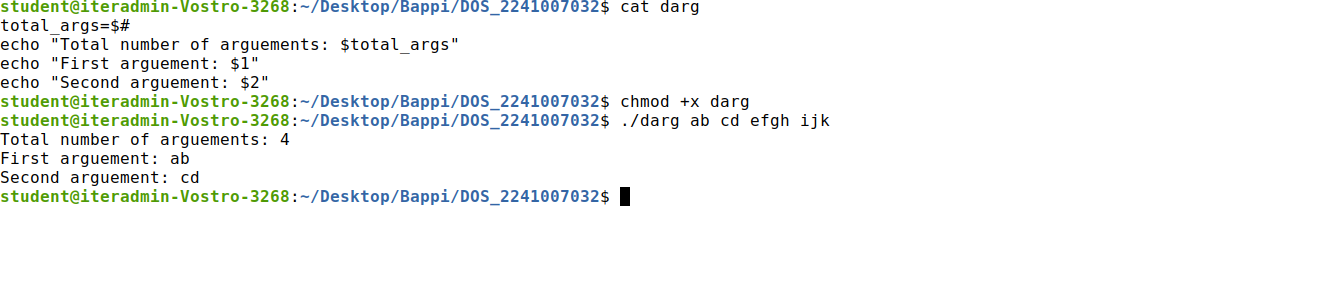 student@iteradmin-Vostro-3268:~/Desktop/Bappi/DOS_2241007032$ cat darg
total_args=$#
echo "Total number of arguements: $total_args"
echo "First arguement: $1"
echo "Second arguement: $2"
student@iteradmin-Vostro-3268:~/Desktop/Bappi/DOS_2241007032$ chmod +x darg
student@iteradmin-Vostro-3268:~/Desktop/Bappi/DOS_2241007032$ ./darg ab cd efgh ijk
Total number of arguements: 4
First arguement: ab
Second arguement: cd
student@iteradmin-Vostro-3268:~/Desktop/Bappi/DOS_2241007032$